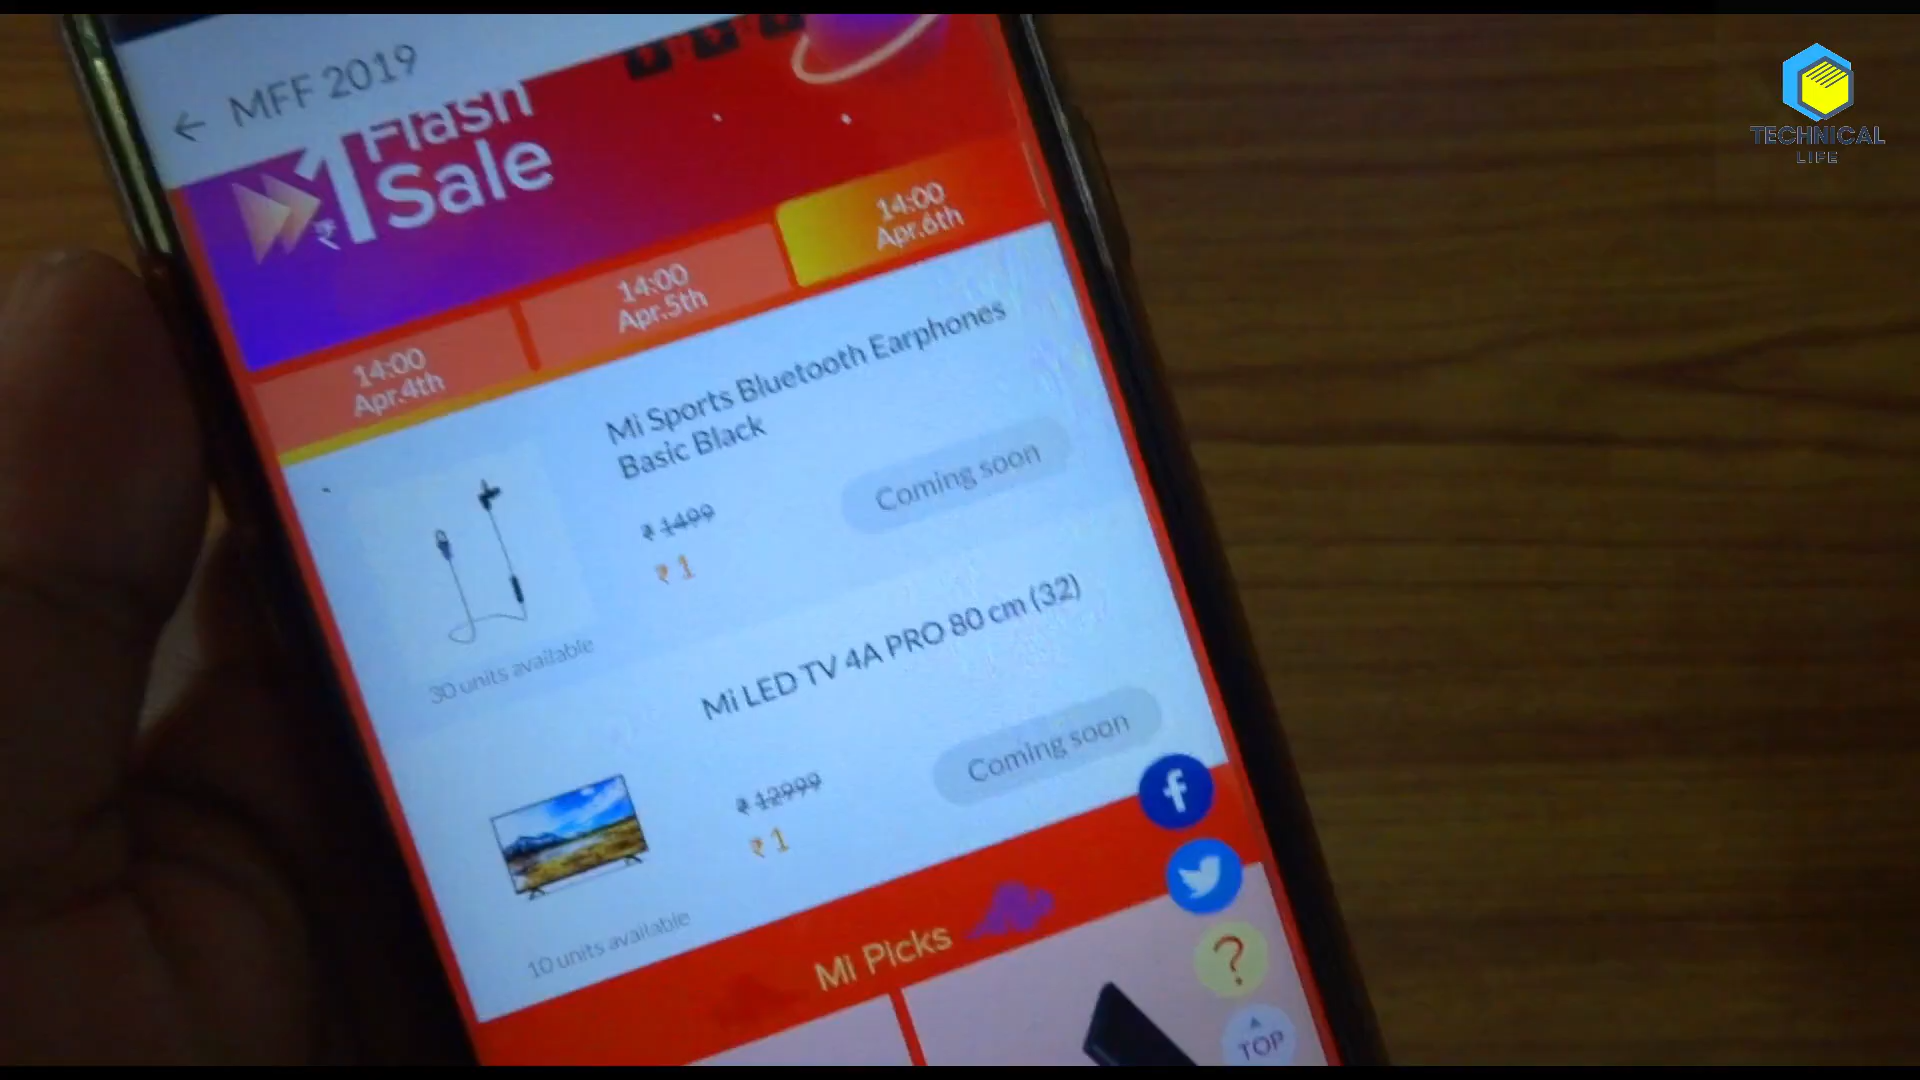 ← MFF 2019
₹1 Flash
Sale
14:00
Apr.4th
14:00
Apr.5th
14:00
Apr.6th
Mi Sports Bluetooth Earphones
Basic Black
₹ 1499
₹ 1
Coming soon
30 units available
Mi LED TV 4A PRO 80 cm (32)
₹ 12999
₹ 1
Coming soon
10 units available
Mi Picks
f
?
TOP
TECHNICAL
LIFE